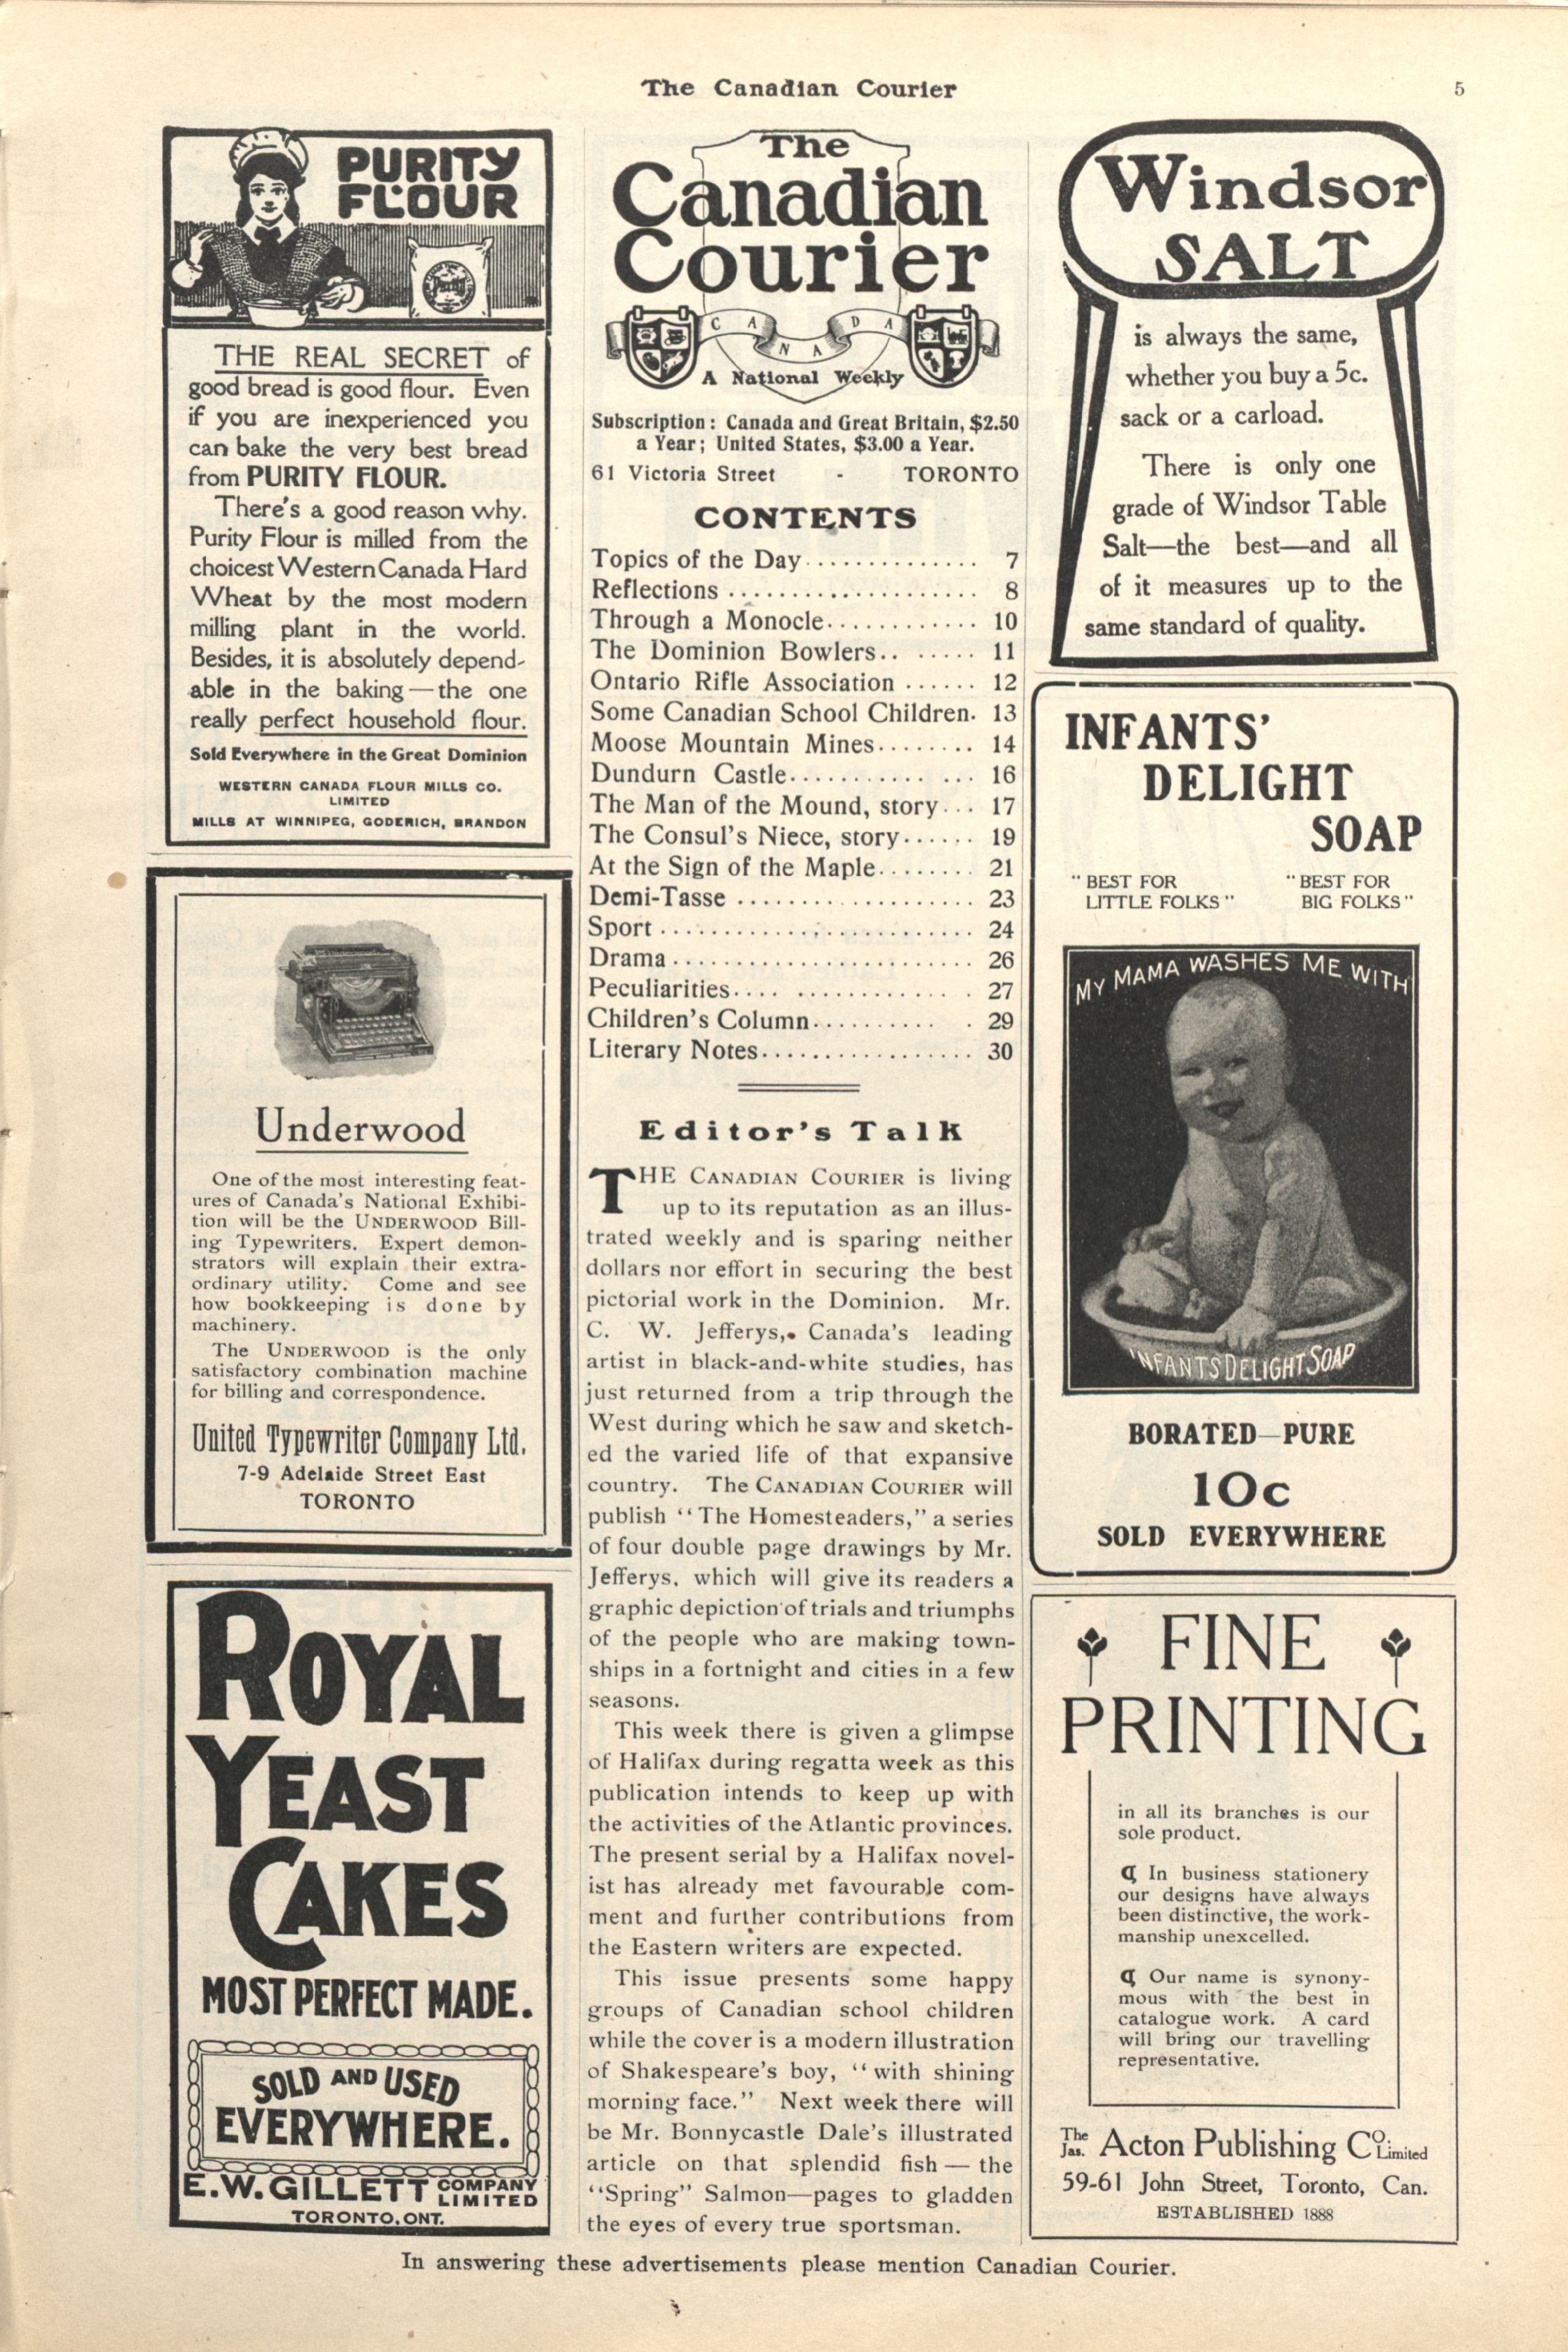 The Canadian Courier
5
PURITY
FLOUR
THE REAL SECRET of
good bread is good flour. Even
if you are inexperienced you
can bake the very best bread
from PURITY FLOUR.
There's a good reason why.
Purity Flour is milled from the
choicest Western Canada Hard
Wheat by the most modern
milling plant in the world.
Besides, it is absolutely depend-
able in the baking—the one
really perfect household flour.
Sold Everywhere in the Great Dominion
WESTERN CANADA FLOUR MILLS CO.
LIMITED
MILLS AT WINNIPEG, GODERICH, BRANDON
Underwood
One of the most interesting feat-
ures of Canada's National Exhibi-
tion will be the UNDERWOOD Bill-
ing Typewriters. Expert demon-
strators will explain their extra-
ordinary utility. Come and see
how bookkeeping is done by
machinery.
The UNDERWOOD is the only
satisfactory combination machine
for billing and correspondence.
United Typewriter Company Ltd.
7-9 Adelaide Street East
TORONTO
ROYAL
YEAST
CAKES
MOST PERFECT MADE.
SOLD AND USED
EVERYWHERE.
E.W.GILLETT COMPANY LIMITED
TORONTO, ONT.
The
Canadian
Courier
CANADA
A National Weekly
Subscription: Canada and Great Britain, $2.50
a Year; United States, $3.00 a Year.
61 Victoria Street - TORONTO
CONTENTS
Topics of the Day............. 7
Reflections .................... 8
Through a Monocle............ 10
The Dominion Bowlers.. ...... 11
Ontario Rifle Association ...... 12
Some Canadian School Children. 13
Moose Mountain Mines........ 14
Dundurn Castle........... ... 16
The Man of the Mound, story... 17
The Consul's Niece, story...... 19
At the Sign of the Maple........ 21
Demi-Tasse ................... 23
Sport ......................... 24
Drama........................ 26
Peculiarities.... .............. 27
Children's Column.......... . 29
Literary Notes................. 30
Editor's Talk
THE CANADIAN COURIER is living
up to its reputation as an illus-
trated weekly and is sparing neither
dollars nor effort in securing the best
pictorial work in the Dominion. Mr.
C. W. Jefferys, Canada's leading
artist in black-and-white studies, has
just returned from a trip through the
West during which he saw and sketch-
ed the varied life of that expansive
country. The CANADIAN COURIER will
publish "The Homesteaders," a series
of four double page drawings by Mr.
Jefferys, which will give its readers a
graphic depiction of trials and triumphs
of the people who are making town-
ships in a fortnight and cities in a few
seasons.
This week there is given a glimpse
of Halifax during regatta week as this
publication intends to keep up with
the activities of the Atlantic provinces.
The present serial by a Halifax novel-
ist has already met favourable com-
ment and further contributions from
the Eastern writers are expected.
This issue presents some happy
groups of Canadian school children
while the cover is a modern illustration
of Shakespeare's boy, "with shining
morning face." Next week there will
be Mr. Bonnycastle Dale's illustrated
article on that splendid fish — the
"Spring" Salmon—pages to gladden
the eyes of every true sportsman.
Windsor
SALT
is always the same,
whether you buy a 5c.
sack or a carload.
There is only one
grade of Windsor Table
Salt—the best—and all
of it measures up to the
same standard of quality.
INFANTS'
DELIGHT
SOAP
"BEST FOR
LITTLE FOLKS"
"BEST FOR
BIG FOLKS"
MY MAMA WASHES ME WITH
INFANTS DELIGHT SOAP
BORATED—PURE
10c
SOLD EVERYWHERE
FINE
PRINTING
in all its branches is our
sole product.
¶ In business stationery
our designs have always
been distinctive, the work-
manship unexcelled.
¶ Our name is synony-
mous with the best in
catalogue work. A card
will bring our travelling
representative.
The Jas. Acton Publishing Co. Limited
59-61 John Street, Toronto, Can.
ESTABLISHED 1888
In answering these advertisements please mention Canadian Courier.